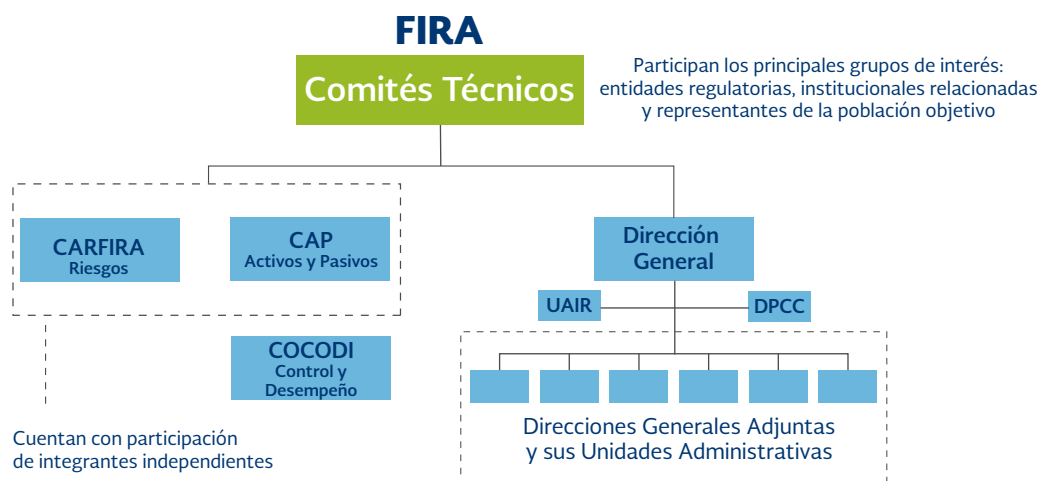 FIRA
Comités Técnicos
Participan los principales grupos de interés:
entidades regulatorias, institucionales relacionadas
y representantes de la población objetivo
CARFIRA
Riesgos
CAP
Activos y Pasivos
Dirección
General
UAIR
DPCC
COCODI
Control y
Desempeño
Cuentan con participación
de integrantes independientes
Direcciones Generales Adjuntas
y sus Unidades Administrativas